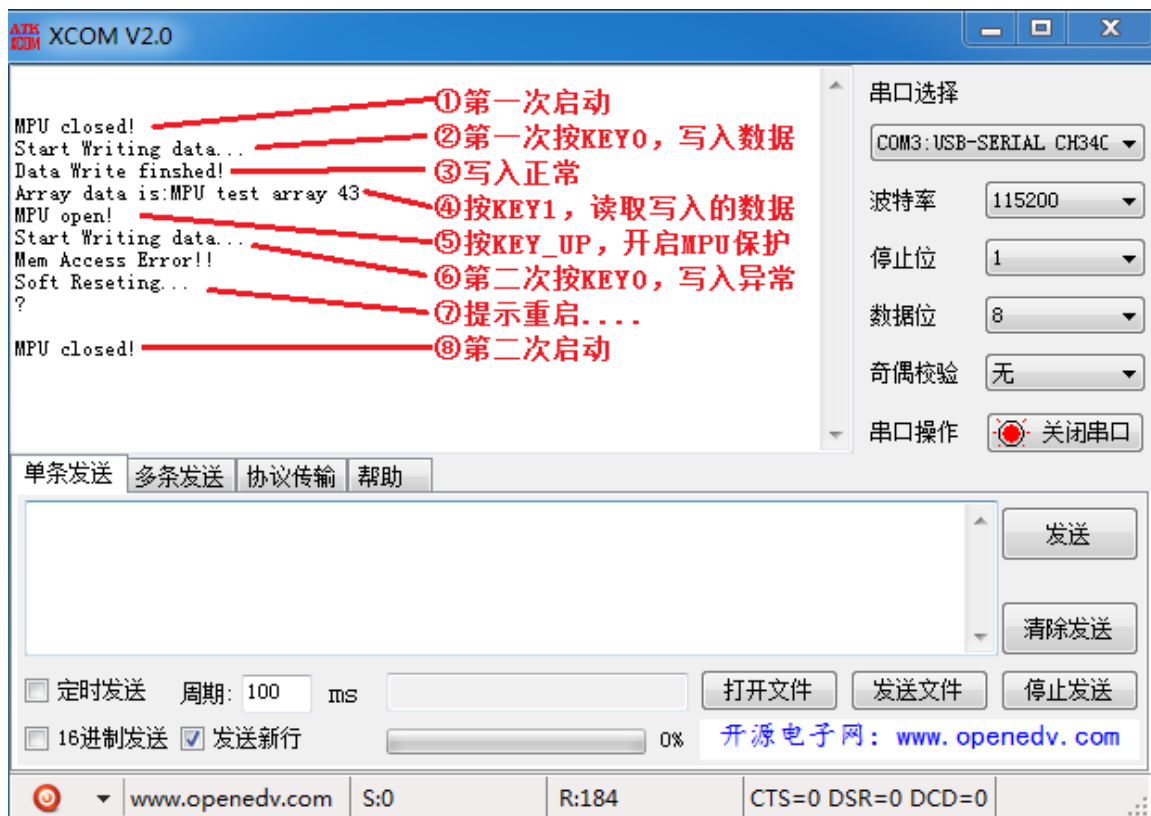 ATK XCOM XCOM V2.0
MPU closed!
Start Writing data...
Data Write finshed!
Array data is:MPU test array 43
MPU open!
Start Writing data...
Mem Access Error!!
Soft Reseting...
?
MPU closed!
①第一次启动
②第一次按KEY0，写入数据
③写入正常
④按KEY1，读取写入的数据
⑤按KEY_UP，开启MPU保护
⑥第二次按KEY0，写入异常
⑦提示重启....
⑧第二次启动
串口选择
COM3:USB-SERIAL CH34C
波特率 115200
停止位 1
数据位 8
奇偶校验 无
串口操作 关闭串口
单条发送 多条发送 协议传输 帮助
发送
清除发送
定时发送 周期: 100 ms 打开文件 发送文件 停止发送
16进制发送 发送新行 0% 开源电子网: www.openedv.com
www.openedv.com S:0 R:184 CTS=0 DSR=0 DCD=0